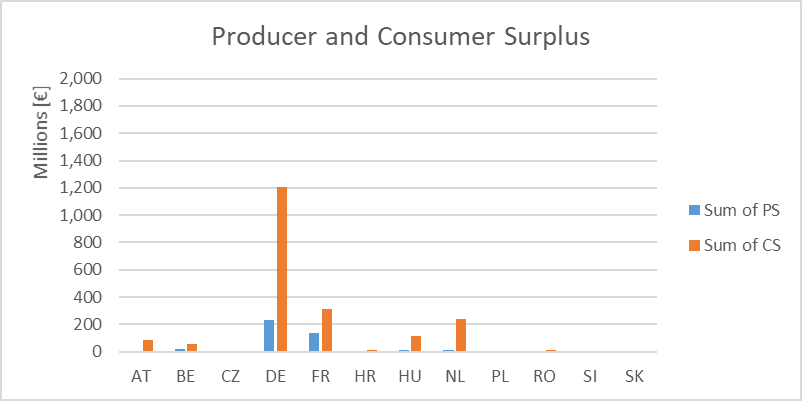 Producer and Consumer Surplus
Millions [€]
2,000
1,800
1,600
1,400
1,200
1,000
800
600
400
200
0
AT BE CZ DE FR HR HU NL PL RO SI SK
Sum of PS
Sum of CS